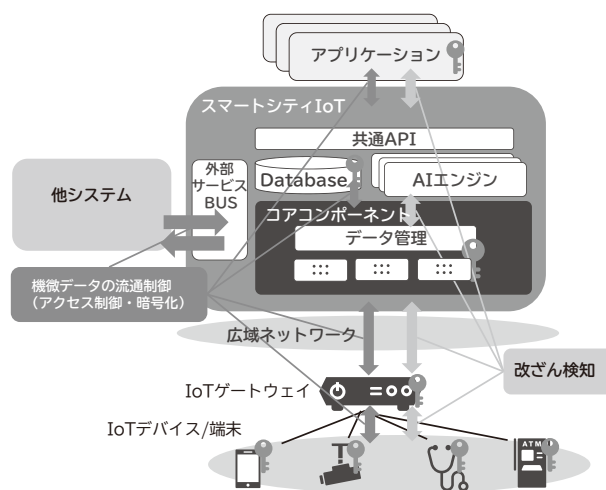 アプリケーション
スマートシティIoT
共通API
外部
サービス
BUS
Database
AIエンジン
他システム
コアコンポーネント
データ管理
機微データの流通制御
(アクセス制御・暗号化)
広域ネットワーク
改ざん検知
IoTゲートウェイ
IoTデバイス/端末
ATM